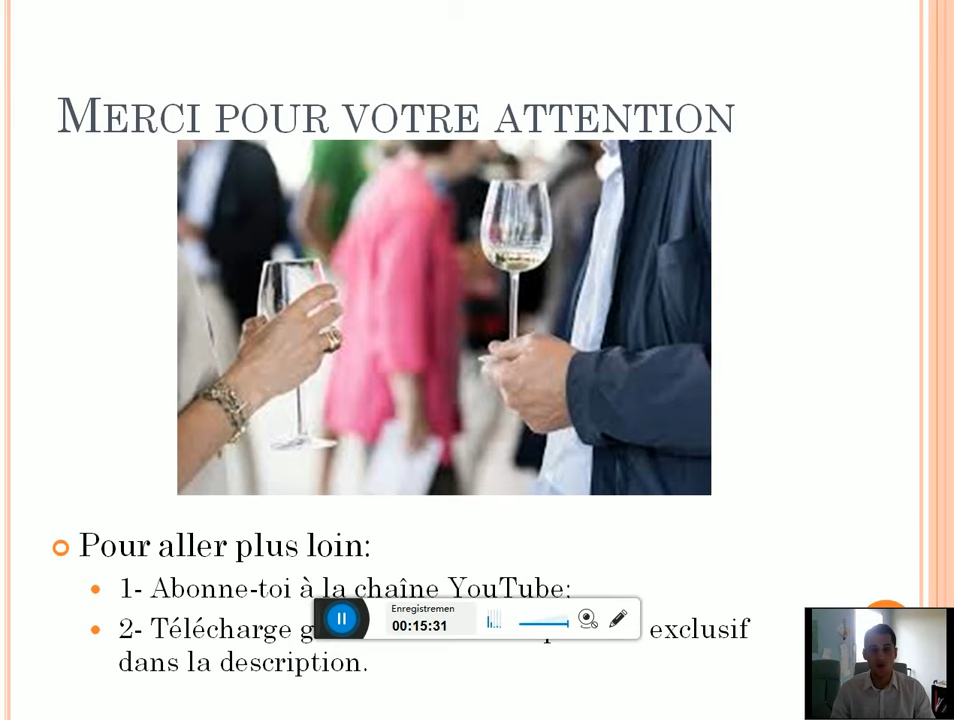 MERCI POUR VOTRE ATTENTION
Pour aller plus loin:
1- Abonne-toi à la chaîne YouTube:
Enregistremen
00:15:31
2- Télécharge exclusif
dans la description.